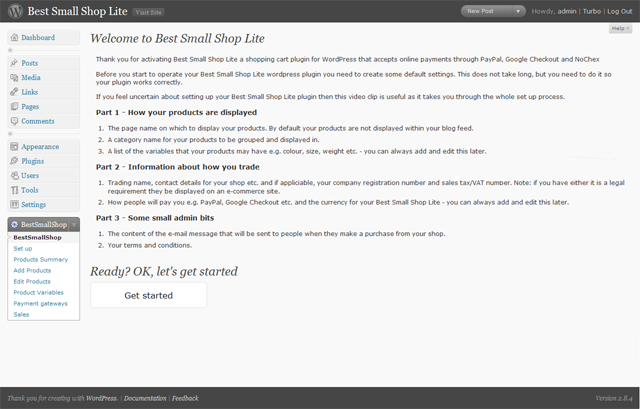 Best Small Shop Lite
Visit Site
New Post
Howdy, admin | Turbo | Log Out
Help
Dashboard
Posts
Media
Links
Pages
Comments
Appearance
Plugins
Users
Tools
Settings
BestSmallShop
BestSmallShop
Set up
Products Summary
Add Products
Edit Products
Product Variables
Payment gateways
Sales
Welcome to Best Small Shop Lite
Thank you for activating Best Small Shop Lite a shopping cart plugin for WordPress that accepts online payments through PayPal, Google Checkout and NoChex
Before you start to operate your Best Small Shop Lite wordpress plugin you need to create some default settings. This does not take long, but you need to do it so
your plugin works correctly.
If you feel uncertain about setting up your Best Small Shop Lite plugin then this video clip is useful as it takes you through the whole set up process.
Part 1 - How your products are displayed
1. The page name on which to display your products. By default your products are not displayed within your blog feed.
2. A category name for your products to be grouped and displayed in.
3. A list of the variables that your products may have e.g. colour, size, weight etc. - you can always add and edit this later.
Part 2 - Information about how you trade
1. Trading name, contact details for your shop etc. and if applicable, your company registration number and sales tax/VAT number. Note: if you have either it is a legal
requirement they be displayed on an e-commerce site.
2. How people will pay you e.g. PayPal, Google Checkout etc. and the currency for your Best Small Shop Lite - you can always add and edit this later.
Part 3 - Some small admin bits
1. The content of the e-mail message that will be sent to people when they make a purchase from your shop.
2. Your terms and conditions.
Ready? OK, let's get started
Get started
Thank you for creating with WordPress. | Documentation | Feedback
Version 2.8.4